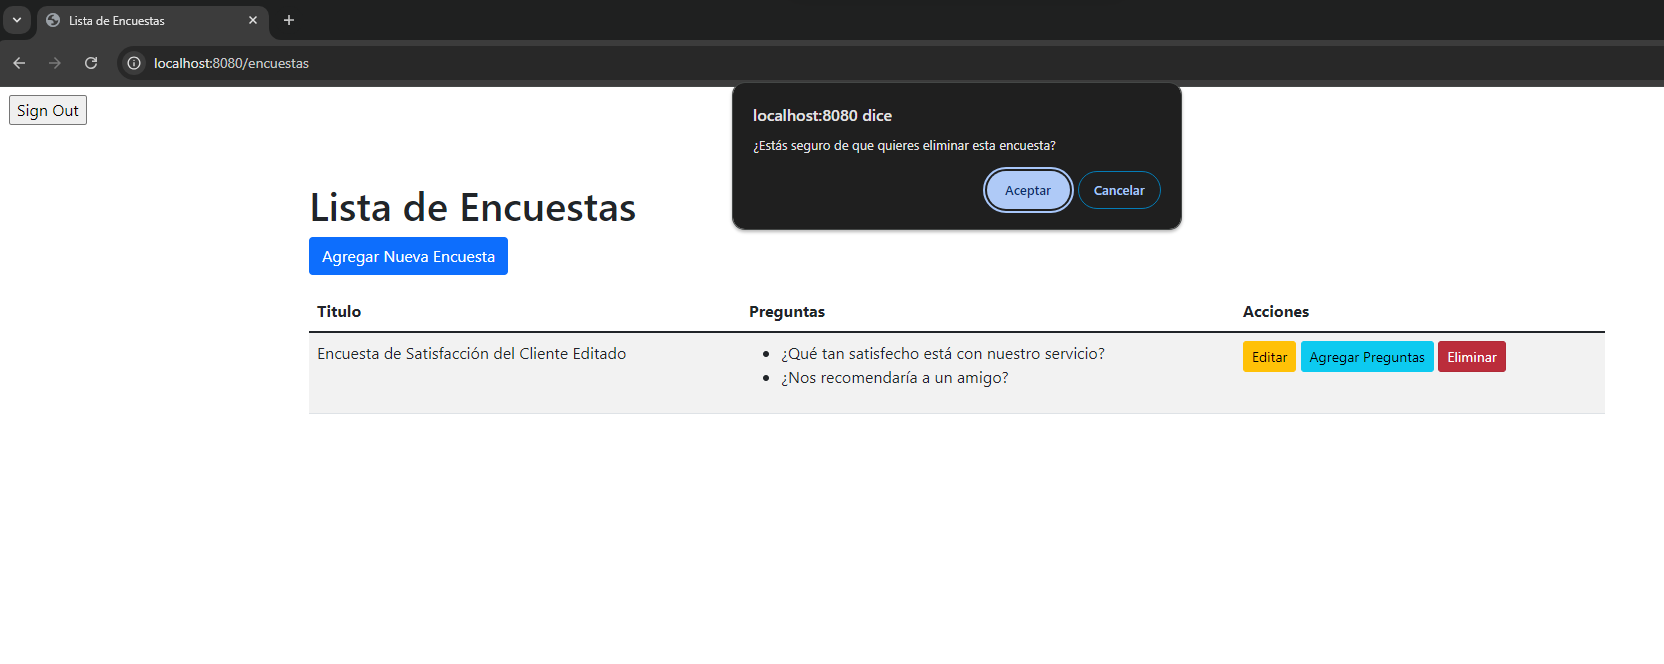 Lista de Encuestas
localhost:8080/encuestas
Sign Out
localhost:8080 dice
¿Estás seguro de que quieres eliminar esta encuesta?
Aceptar Cancelar
Lista de Encuestas
Agregar Nueva Encuesta
Titulo Preguntas Acciones
Encuesta de Satisfacción del Cliente Editado ¿Qué tan satisfecho está con nuestro servicio? Editar Agregar Preguntas Eliminar
¿Nos recomendaría a un amigo?